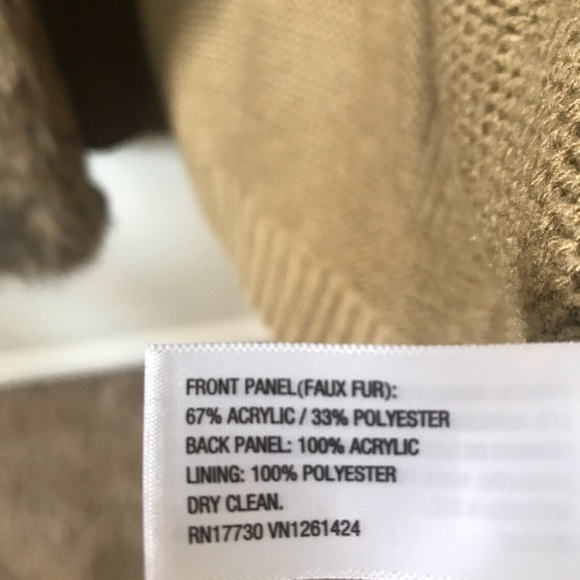 FRONT PANEL(FAUX FUR):
67% ACRYLIC / 33% POLYESTER
BACK PANEL: 100% ACRYLIC
LINING: 100% POLYESTER
DRY CLEAN.
RN17730 VN1261424